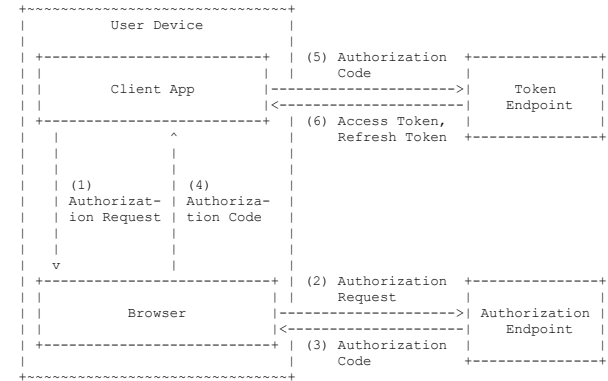 User Device
(5) Authorization
Code
Client App
Token
Endpoint
(6) Access Token,
Refresh Token
(1)
Authorizat-
ion Request
(4)
Authoriza-
tion Code
(2) Authorization
Request
Browser
Authorization
Endpoint
(3) Authorization
Code